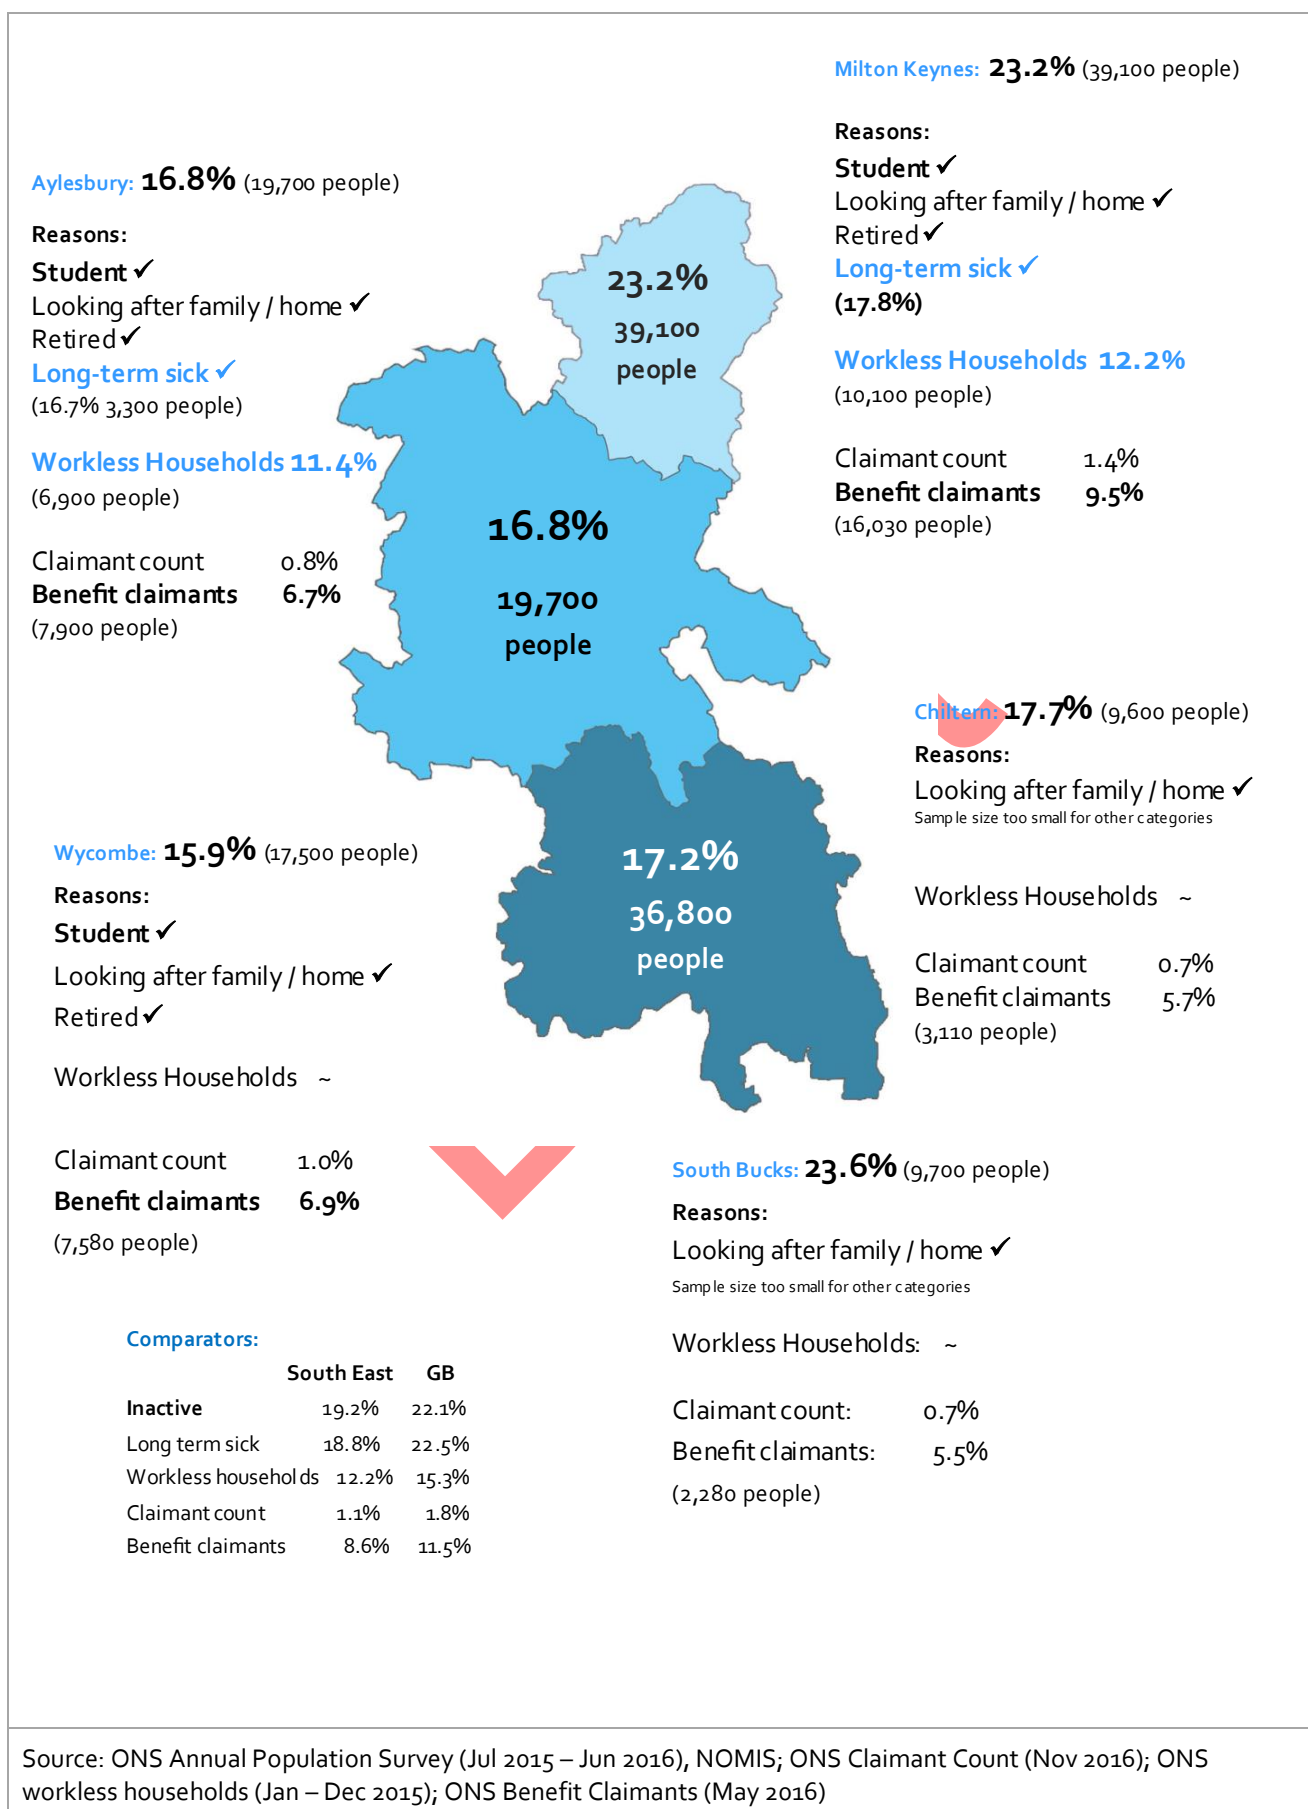 Milton Keynes: 23.2% (39,100 people)
Reasons:
Student ✓
Looking after family / home ✓
Retired ✓
Long-term sick ✓
(17.8%)
Workless Households 12.2%
(10,100 people)
Claimant count 1.4%
Benefit claimants 9.5%
(16,030 people)
Aylesbury: 16.8% (19,700 people)
Reasons:
Student ✓
Looking after family / home ✓
Retired ✓
Long-term sick ✓
(16.7% 3,300 people)
Workless Households 11.4%
(6,900 people)
Claimant count 0.8%
Benefit claimants 6.7%
(7,900 people)
23.2%
39,100
people
16.8%
19,700
people
17.2%
36,800
people
Chiltern: 17.7% (9,600 people)
Reasons:
Looking after family / home ✓
Sample size too small for other categories
Workless Households ~
Claimant count 0.7%
Benefit claimants 5.7%
(3,110 people)
Wycombe: 15.9% (17,500 people)
Reasons:
Student ✓
Looking after family / home ✓
Retired ✓
Workless Households ~
Claimant count 1.0%
Benefit claimants 6.9%
(7,580 people)
South Bucks: 23.6% (9,700 people)
Reasons:
Looking after family / home ✓
Sample size too small for other categories
Workless Households: ~
Claimant count: 0.7%
Benefit claimants: 5.5%
(2,280 people)
Comparators:
South East GB
Inactive 19.2% 22.1%
Long term sick 18.8% 22.5%
Workless households 12.2% 15.3%
Claimant count 1.1% 1.8%
Benefit claimants 8.6% 11.5%
Source: ONS Annual Population Survey (Jul 2015 – Jun 2016), NOMIS; ONS Claimant Count (Nov 2016); ONS
workless households (Jan – Dec 2015); ONS Benefit Claimants (May 2016)